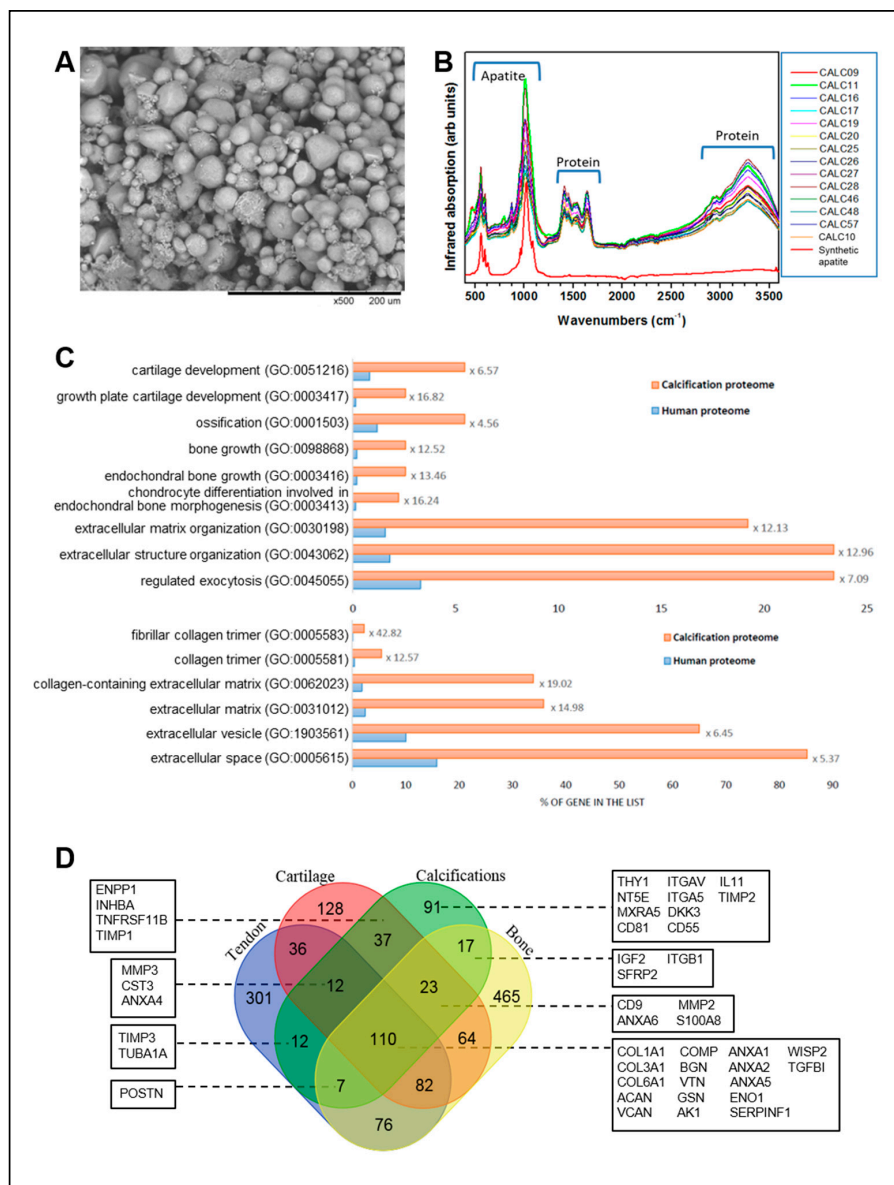 A
x500 200 um
B
Infrared absorption (arb units)
Apatite
Protein
Protein
500 1000 1500 2000 2500 3000 3500
Wavenumbers (cm-1)
CALC09
CALC11
CALC16
CALC17
CALC19
CALC20
CALC25
CALC26
CALC27
CALC28
CALC46
CALC48
CALC57
CALC10
Synthetic
apatite
C
cartilage development (GO:0051216)
growth plate cartilage development (GO:0003417)
ossification (GO:0001503)
bone growth (GO:0098868)
endochondral bone growth (GO:0003416)
chondrocyte differentiation involved in
endochondral bone morphogenesis (GO:0003413)
extracellular matrix organization (GO:0030198)
extracellular structure organization (GO:0043062)
regulated exocytosis (GO:0045055)
x 6.57
x 16.82
x 4.56
x 12.52
x 13.46
x 16.24
x 12.13
x 12.96
x 7.09
Calcification proteome
Human proteome
0 5 10 15 20 25
fibrillar collagen trimer (GO:0005583)
collagen trimer (GO:0005581)
collagen-containing extracellular matrix (GO:0062023)
extracellular matrix (GO:0031012)
extracellular vesicle (GO:1903561)
extracellular space (GO:0005615)
x 42.82
x 12.57
x 19.02
x 14.98
x 6.45
x 5.37
Calcification proteome
Human proteome
0 10 20 30 40 50 60 70 80 90
% OF GENE IN THE LIST
D
ENPP1
INHBA
TNFRSF11B
TIMP1
MMP3
CST3
ANXA4
TIMP3
TUBA1A
POSTN
Tendon
Cartilage
Calcifications
Bone
128 91
36 37 17
301 12 23 465
12 110 64
7 82
76
THY1 ITGAV IL11
NT5E ITGA5 TIMP2
MXRA5 DKK3
CD81 CD55
IGF2 ITGB1
SFRP2
CD9 MMP2
ANXA6 S100A8
COL1A1 COMP ANXA1 WISP2
COL3A1 BGN ANXA2 TGFBI
COL6A1 VTN ANXA5
ACAN GSN ENO1
VCAN AK1 SERPINF1